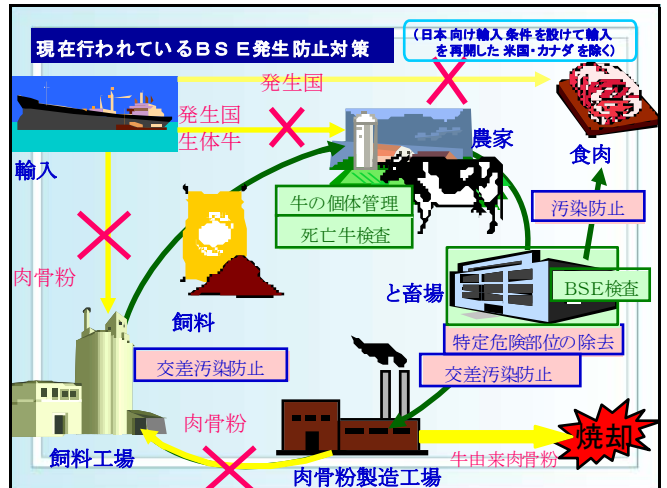 現在行われているBSE発生防止対策
(日本向け輸入条件を設けて輸入
を再開した米国・カナダを除く)
発生国
発生国
生体牛
輸入
農家
食肉
牛の個体管理
死亡牛検査
汚染防止
肉骨粉
飼料
と畜場
BSE検査
特定危険部位の除去
交差汚染防止
交差汚染防止
肉骨粉
飼料工場
肉骨粉製造工場
牛由来肉骨粉
焼却